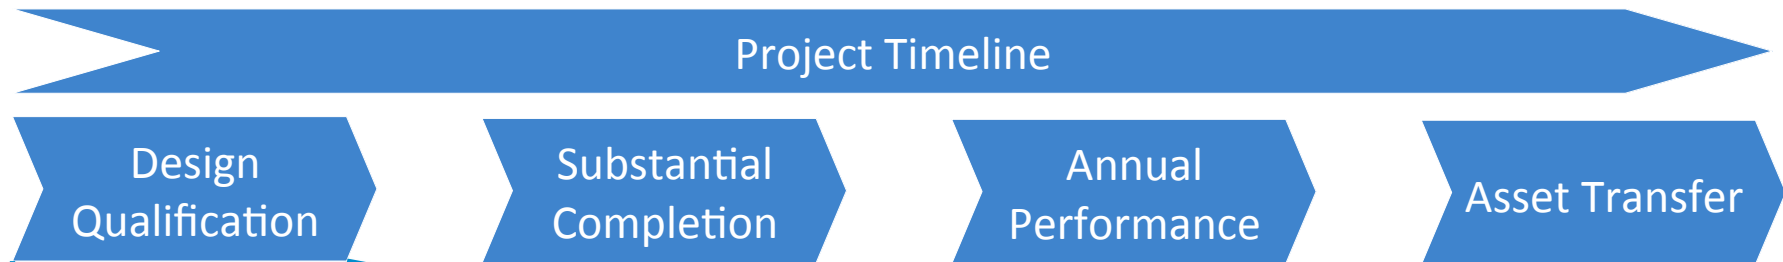 Project Timeline
Design
Qualification
Substantial
Completion
Annual
Performance
Asset Transfer